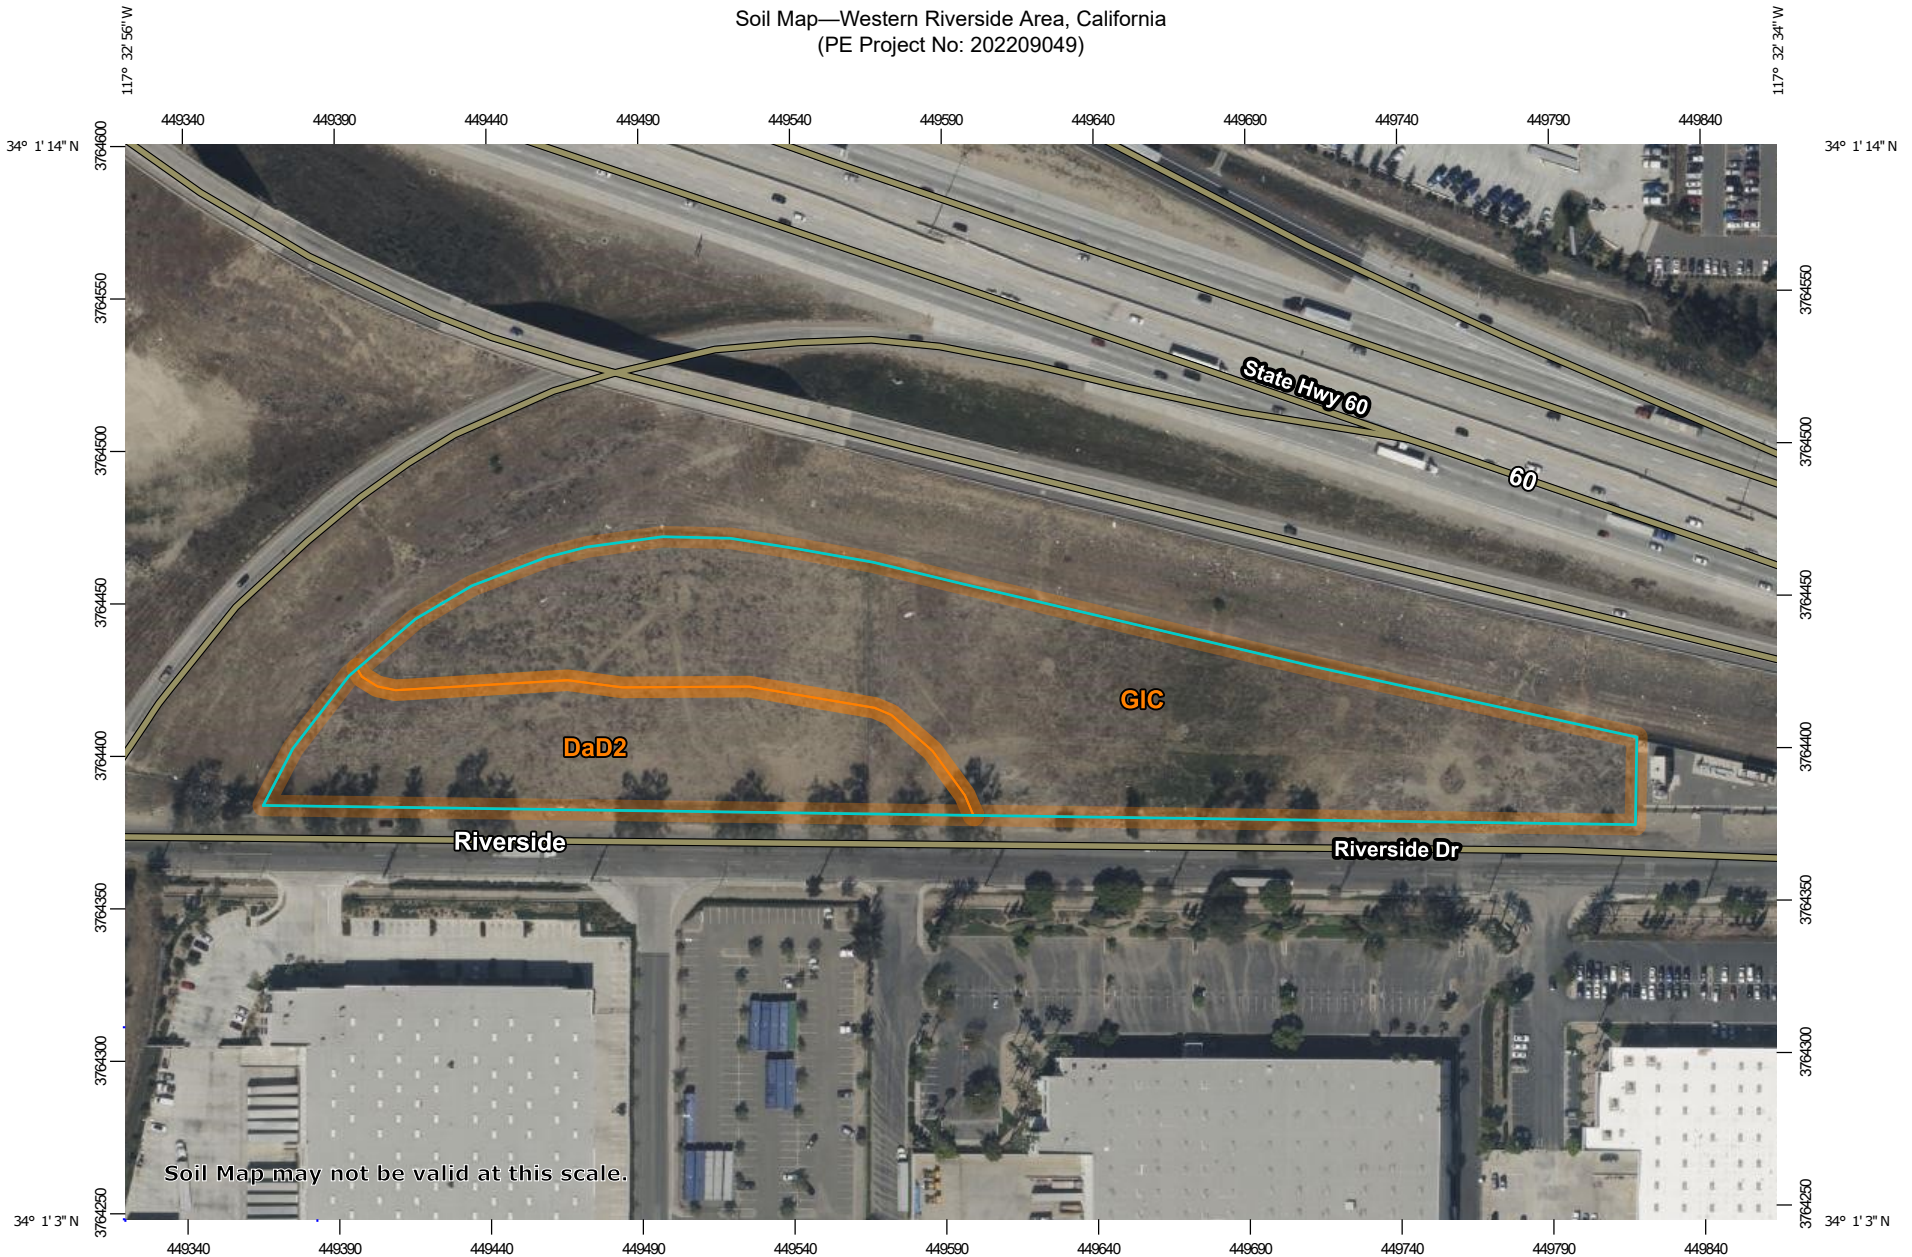 Soil Map—Western Riverside Area, California
(PE Project No: 202209049)
117° 32' 56" W
117° 32' 34" W
449340 449390 449440 449490 449540 449590 449640 449690 449740 449790 449840
34° 1' 14" N
3764600
34° 1' 14" N
3764550
3764550
State Hwy 60
3764500
3764500
60
3764450
3764450
GIC
DaD2
3764400
3764400
Riverside
Riverside Dr
3764350
3764350
3764300
3764300
Soil Map may not be valid at this scale.
3764250
3764250
34° 1' 3" N
34° 1' 3" N
449340 449390 449440 449490 449540 449590 449640 449690 449740 449790 449840